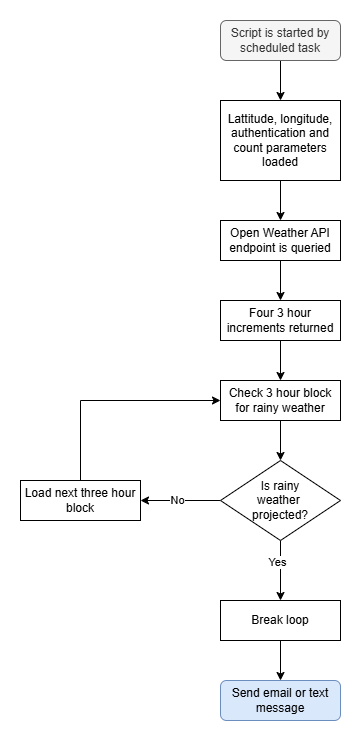 Script is started by
scheduled task
Lattitude, longitude,
authentication and
count parameters
loaded
Open Weather API
endpoint is queried
Four 3 hour
increments returned
Check 3 hour block
for rainy weather
Is rainy
weather
projected?
No
Load next three hour
block
Yes
Break loop
Send email or text
message